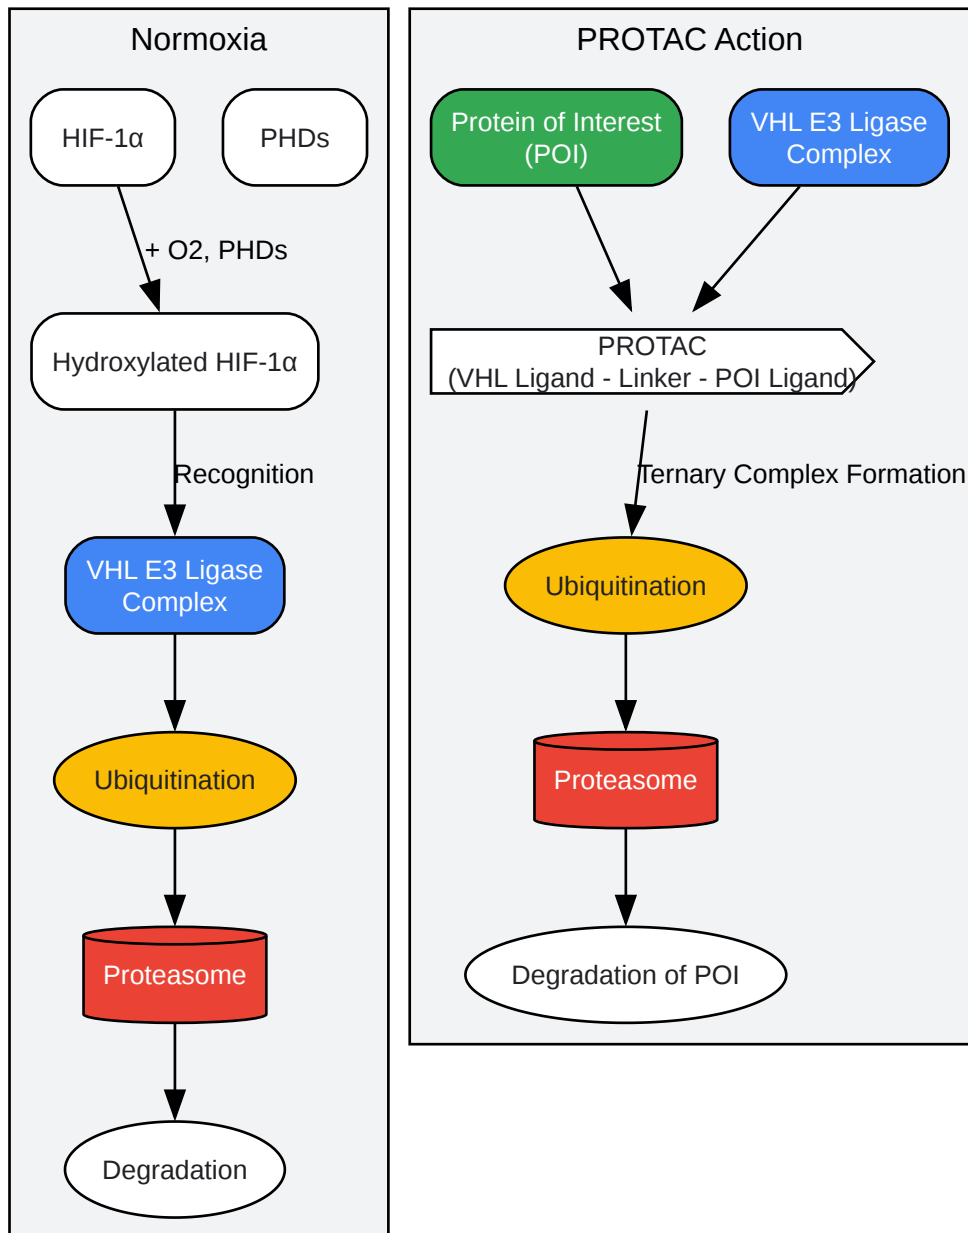 Normoxia
HIF-1α
PHDs
+ O2, PHDs
Hydroxylated HIF-1α
Recognition
VHL E3 Ligase
Complex
Ubiquitination
Proteasome
Degradation
PROTAC Action
Protein of Interest
(POI)
VHL E3 Ligase
Complex
PROTAC
(VHL Ligand - Linker - POI Ligand)
Ternary Complex Formation
Ubiquitination
Proteasome
Degradation of POI